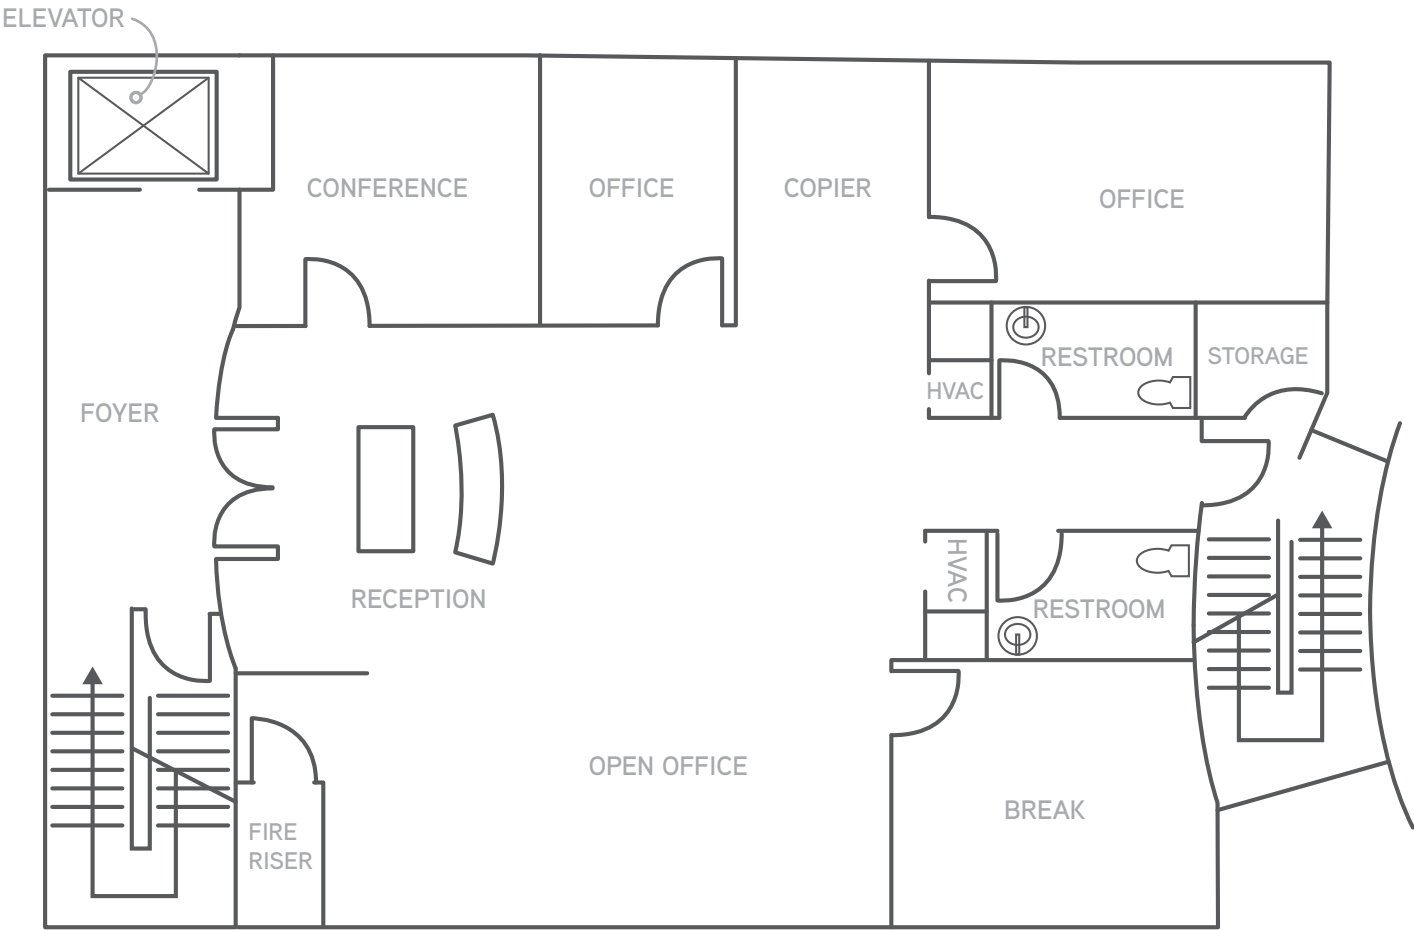 ELEVATOR
CONFERENCE
OFFICE
COPIER
OFFICE
RESTROOM
STORAGE
HVAC
FOYER
HVAC
RECEPTION
RESTROOM
OPEN OFFICE
BREAK
FIRE
RISER